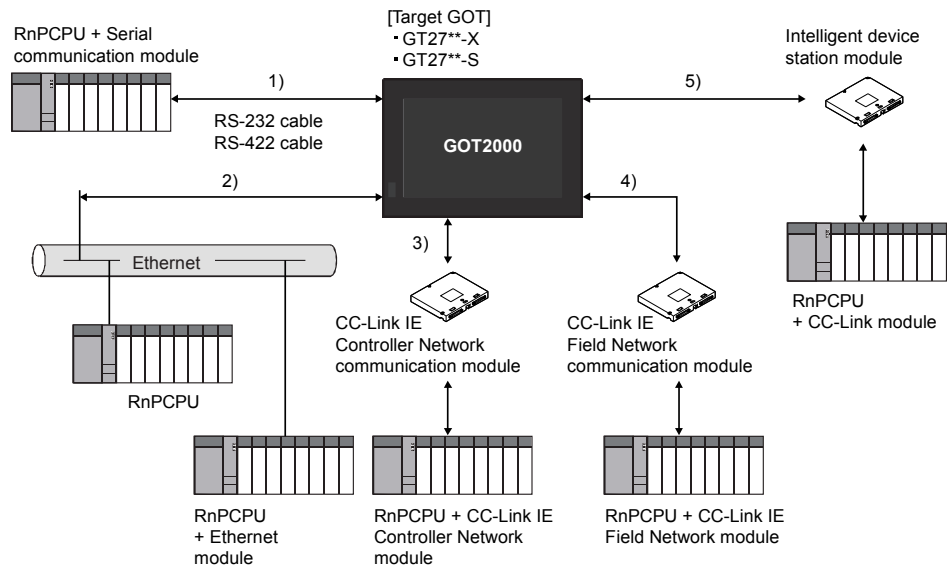 [Target GOT]
▪ GT27**-X
▪ GT27**-S
RnPCPU + Serial
communication module
1)
RS-232 cable
RS-422 cable
GOT2000
5)
Intelligent device
station module
2)
4)
3)
Ethernet
RnPCPU
+ CC-Link module
CC-Link IE
Controller Network
communication module
CC-Link IE
Field Network
communication module
RnPCPU
RnPCPU
+ Ethernet
module
RnPCPU + CC-Link IE
Controller Network
module
RnPCPU + CC-Link IE
Field Network module